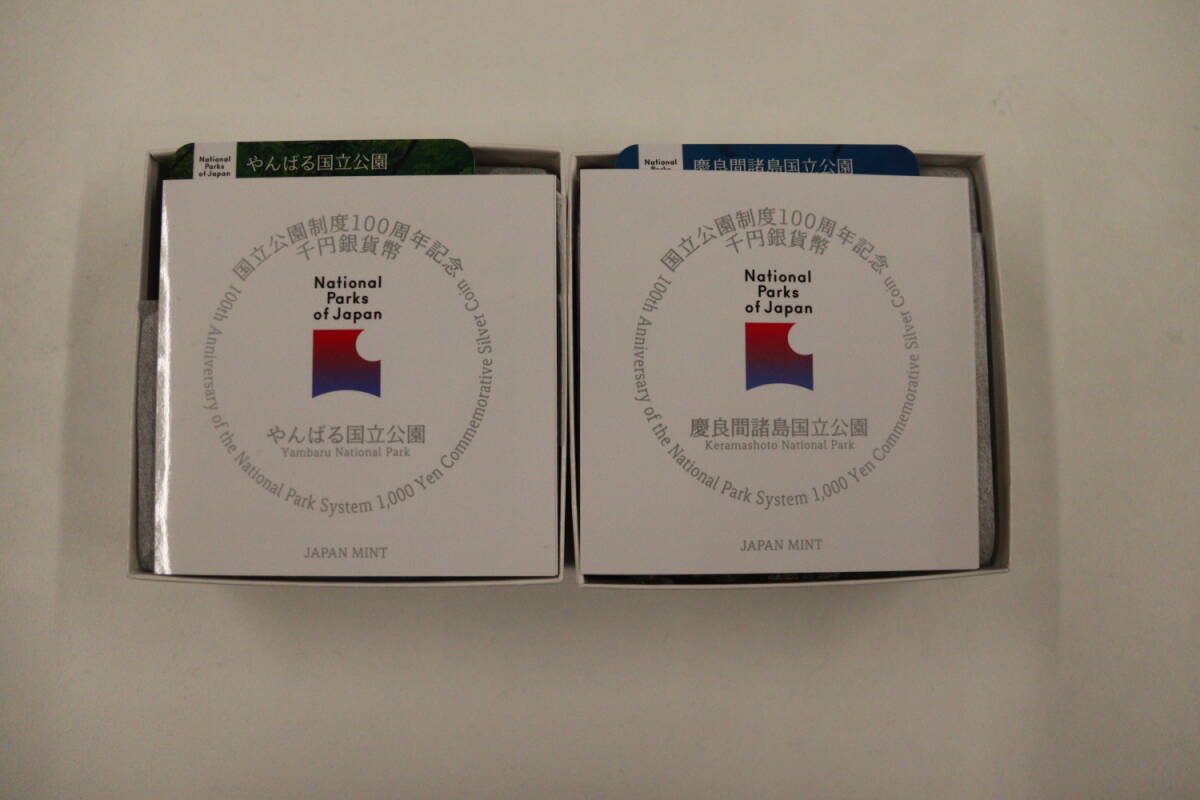 National
Parks
of Japan
やんばる国立公園
国立公園制度100周年記念
千円銀貨幣
National
Parks
of Japan
やんばる国立公園
Yambaru National Park
100th Anniversary of the National Park System 1,000 Yen Commemorative Silver Coin
JAPAN MINT
National
Parks
慶良間諸島国立公園
国立公園制度100周年記念
千円銀貨幣
National
Parks
of Japan
慶良間諸島国立公園
Keramashoto National Park
100th Anniversary of the National Park System 1,000 Yen Commemorative Silver Coin
JAPAN MINT